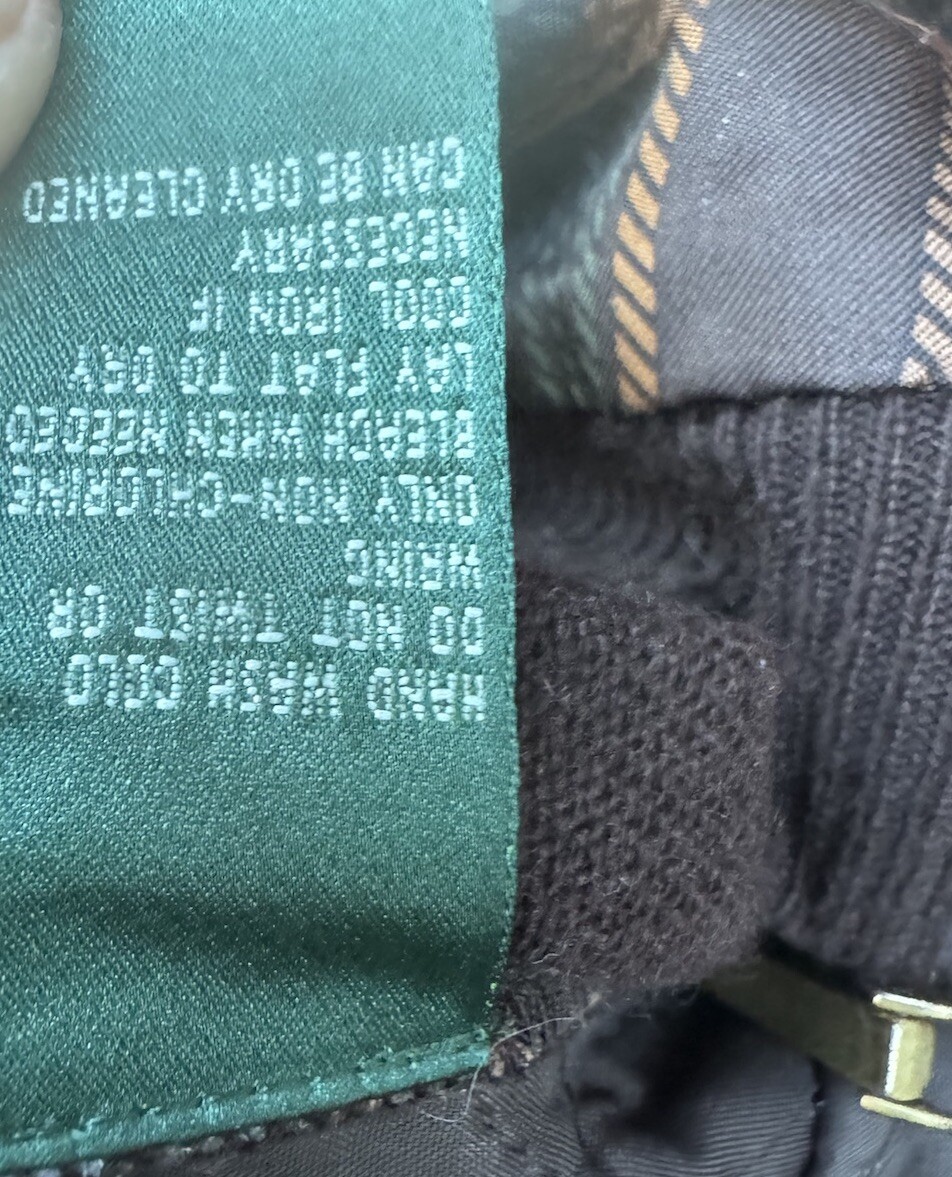 HAND WASH COLD
DO NOT TWIST OR
WRING
ONLY NON-CHLORINE
BLEACH WHEN NEEDED
LAY FLAT TO DRY
COOL IRON IF
NECESSARY
CAN BE DRY CLEANED